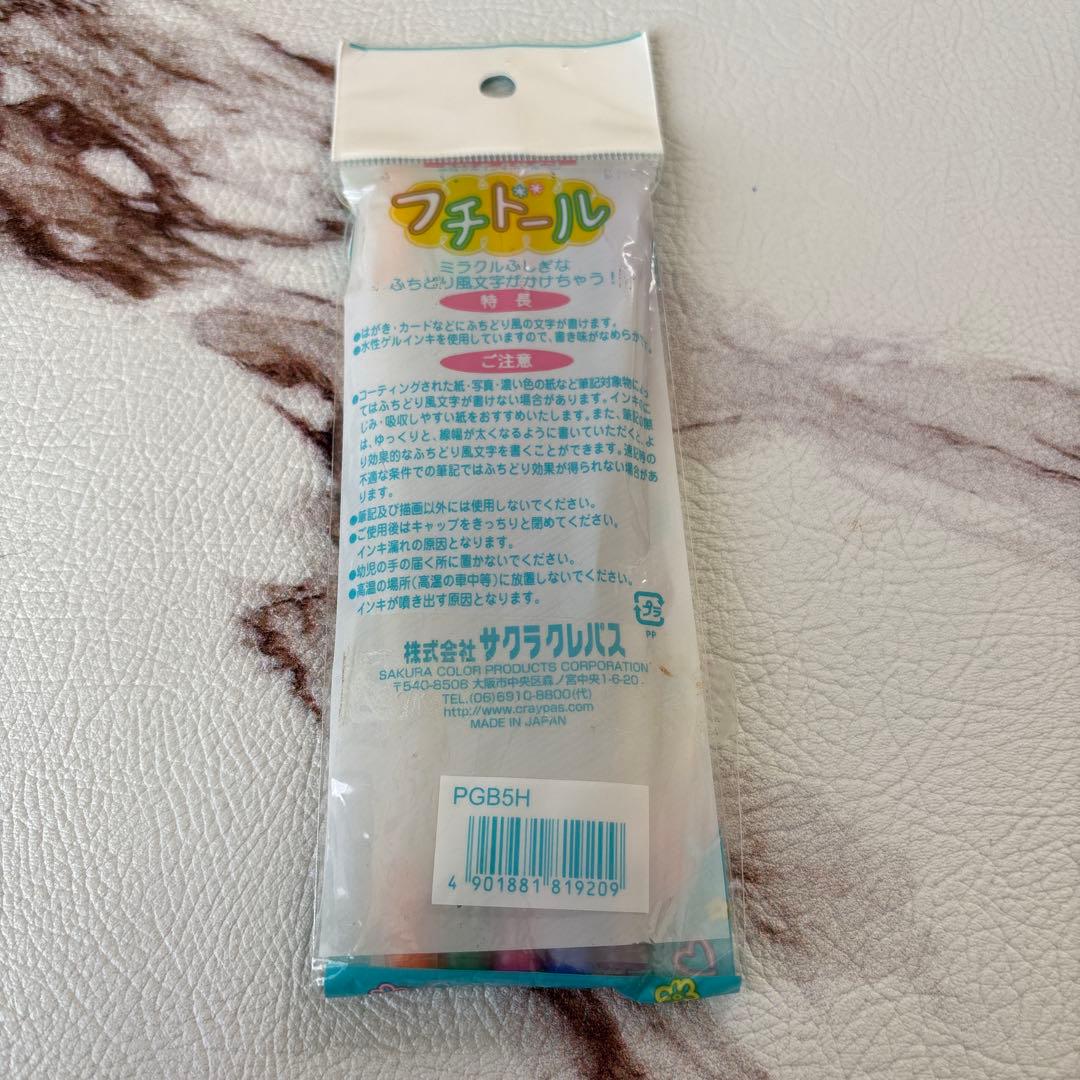 フチドール
ミラクルふしぎな
ふちどり風文字がかけちゃう！
特長
●はがき・カードなどにふちどり風の文字が書けます。
●水性ゲルインキを使用していますので、書き味がなめらかです。
ご注意
●コーティングされた紙・写真・濃い色の紙など筆記対象物によっ
てはふちどり風文字が書けない場合があります。インキの
じみ・吸収しやすい紙をおすすめいたします。また、筆記
は、ゆっくりと、線幅が太くなるように書いていただくと、よ
り効果的なふちどり風文字を書くことができます。速記等の
不適な条件での筆記ではふちどり効果が得られない場合があ
ります。
●筆記及び描画以外には使用しないでください。
●ご使用後はキャップをきっちりと閉めてください。
インキ漏れの原因となります。
●幼児の手の届く所に置かないでください。
●高温の場所(高温の車中等)に放置しないでください。
インキが噴き出す原因となります。
プラ
PP
株式会社サクラクレパス
SAKURA COLOR PRODUCTS CORPORATION
〒540-8508 大阪市中央区森ノ宮中央1-6-20
TEL.(06)6910-8800(代)
http://www.craypas.com/
MADE IN JAPAN
PGB5H
4 901881 819209